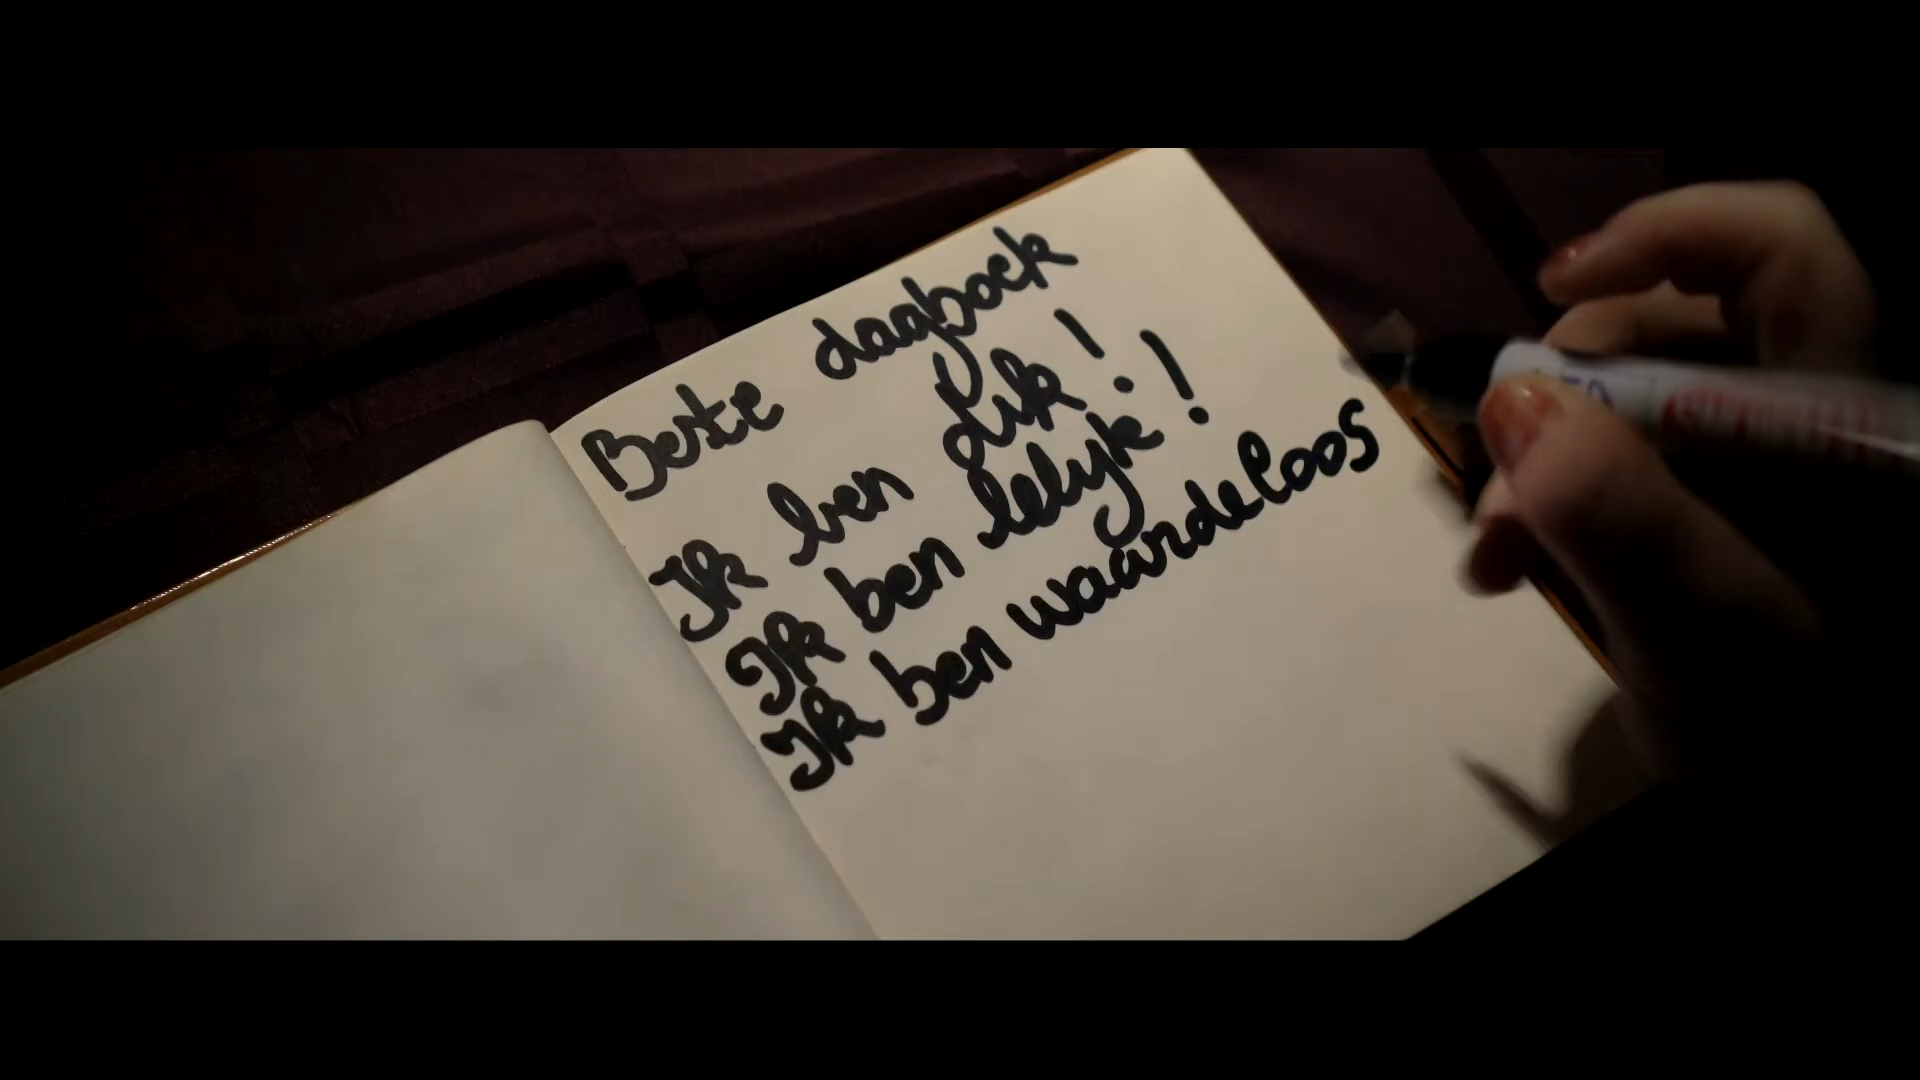 Beste dagboek
Ik ben dik!
Ik ben lelijk!
Ik ben waardeloos